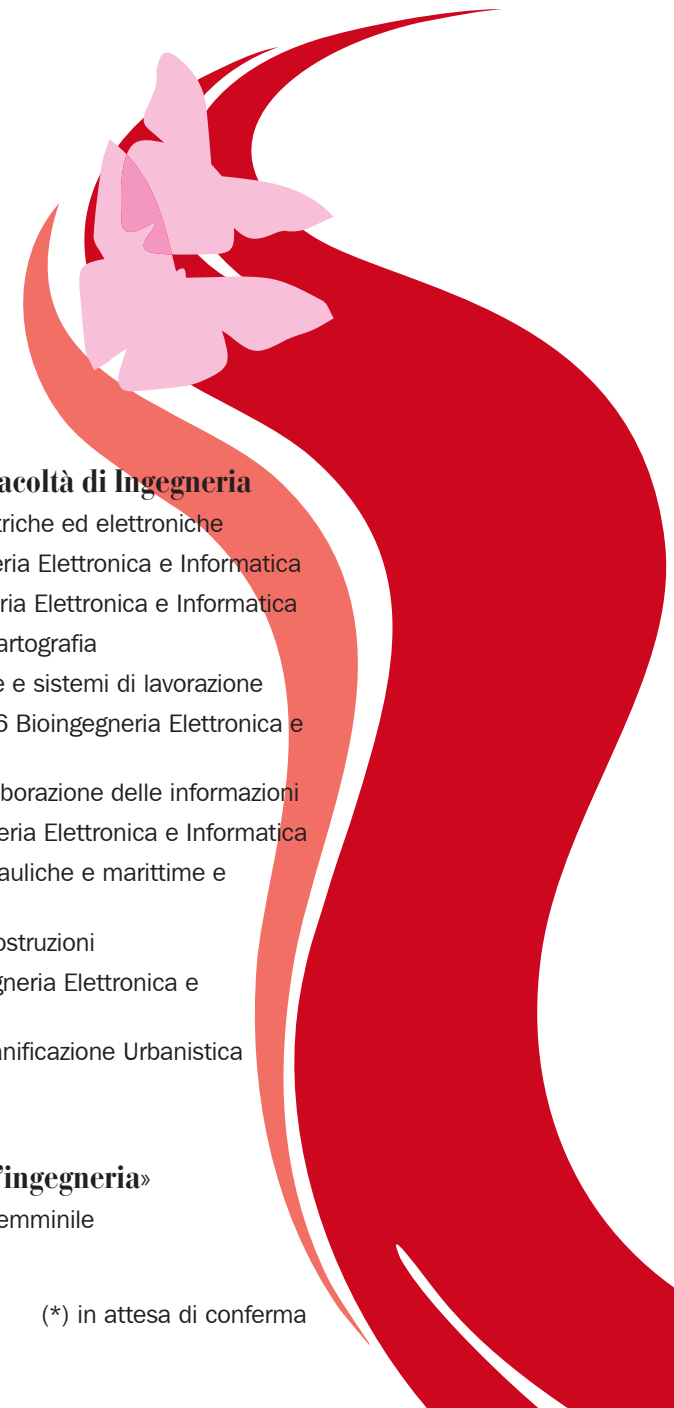 acoltà di Ingegneria
triche ed elettroniche
eria Elettronica e Informatica
ria Elettronica e Informatica
artografia
e e sistemi di lavorazione
6 Bioingegneria Elettronica e
borazione delle informazioni
eria Elettronica e Informatica
auliche e marittime e
ostruzioni
gneria Elettronica e
nificazione Urbanistica
'ingegneria»
emminile
(*) in attesa di conferma